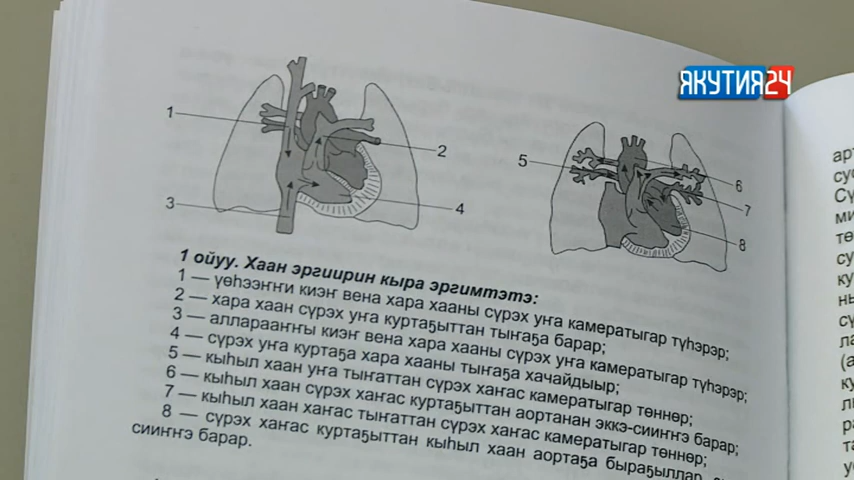 ЯКУТИЯ24
1
2
3
4
5
6
7
8
1 ойуу. Хаан эргиирин кыра эргимтэтэ:
1 — үөһээҥҥи киэҥ вена хара хааны сүрэх уҥа камератыгар түһэрэр;
2 — хара хаан сүрэх уҥа куртаҕыттан тыҥаҕа барар;
3 — алларааҥҥы киэҥ вена хара хааны сүрэх уҥа камератыгар түһэрэр;
4 — сүрэх уҥа куртаҕа хара хааны тыҥаҕа хачайдыыр;
5 — кыһыл хаан уҥа тыҥаттан сүрэх хаҥас камератыгар төннөр;
6 — кыһыл хаан сүрэх хаҥас куртаҕыттан аортанан эккэ-сииҥҥэ барар;
7 — кыһыл хаан хаҥас тыҥаттан сүрэх хаҥас камератыгар төннөр;
8 — сүрэх хаҥас куртаҕыттан кыһыл хаан аортаҕа быраҕыллар
сииҥҥэ барар.